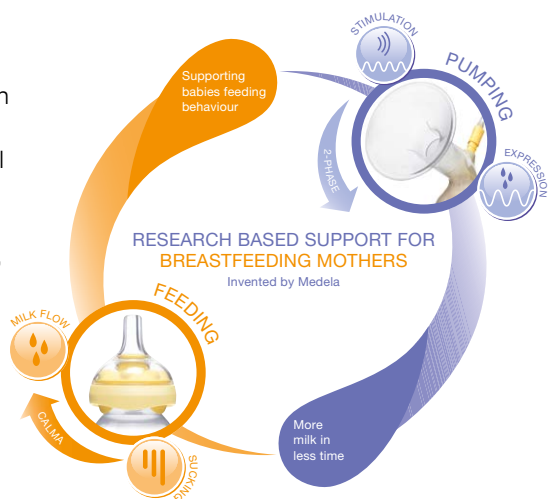 STIMULATION
PUMPING
Supporting
babies feeding
behaviour
2-PHASE
EXPRESSION
RESEARCH BASED SUPPORT FOR
BREASTFEEDING MOTHERS
Invented by Medela
FEEDING
MILK FLOW
CALMA
SUCKING
More
milk in
less time